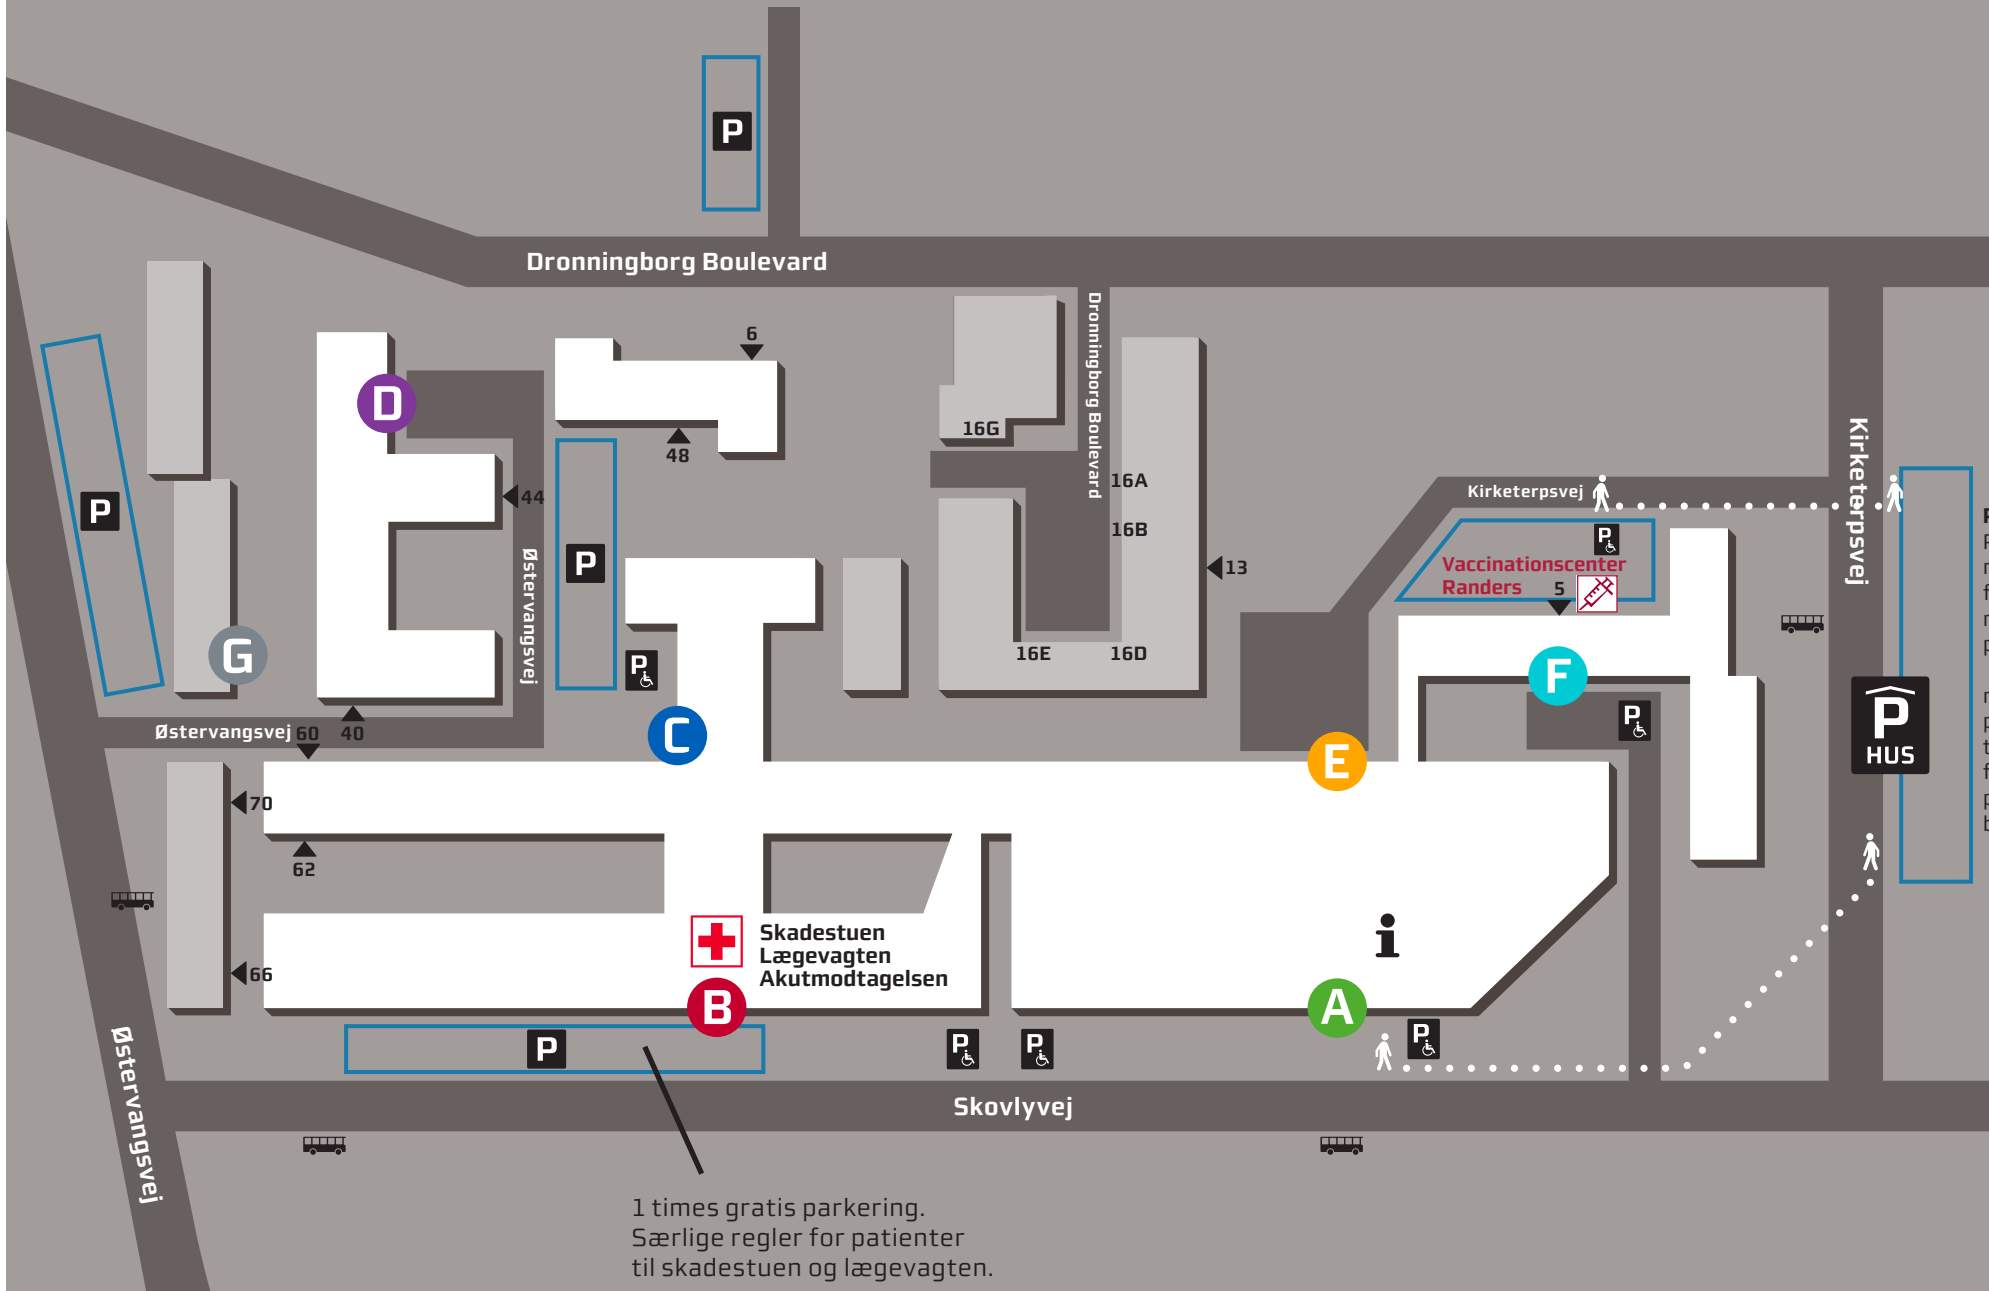 P
Dronningborg Boulevard
Dronningborg Boulevard
6
D
16G
48
Kirketerpsvej
P
44
16A
Kirketerpsvej
P
16B
P
Vaccinationscenter
Randers
5
13
Østervangsvej
G
P
16E
16D
F
P
HUS
P
Østervangsvej
60
40
C
E
70
62
Skadestuen
Lægevagten
Akutmodtagelsen
i
66
B
A
P
P
P
P
Østervangsvej
Skovlyvej
1 times gratis parkering.
Særlige regler for patienter
til skadestuen og lægevagten.